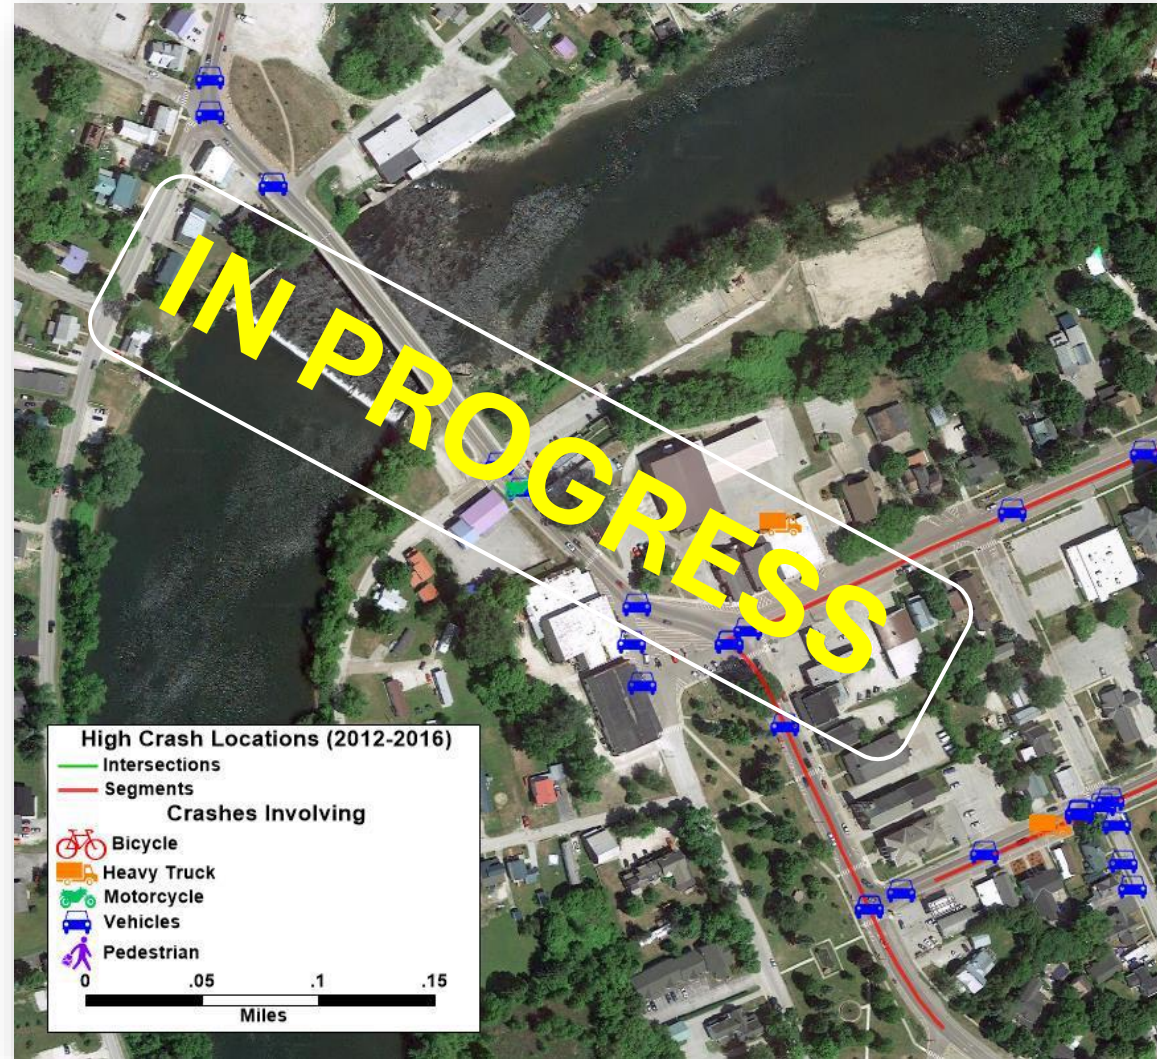 IN PROGRESS
High Crash Locations (2012-2016)
Intersections
Segments
Crashes Involving
Bicycle
Heavy Truck
Motorcycle
Vehicles
Pedestrian
0 .05 .1 .15
Miles